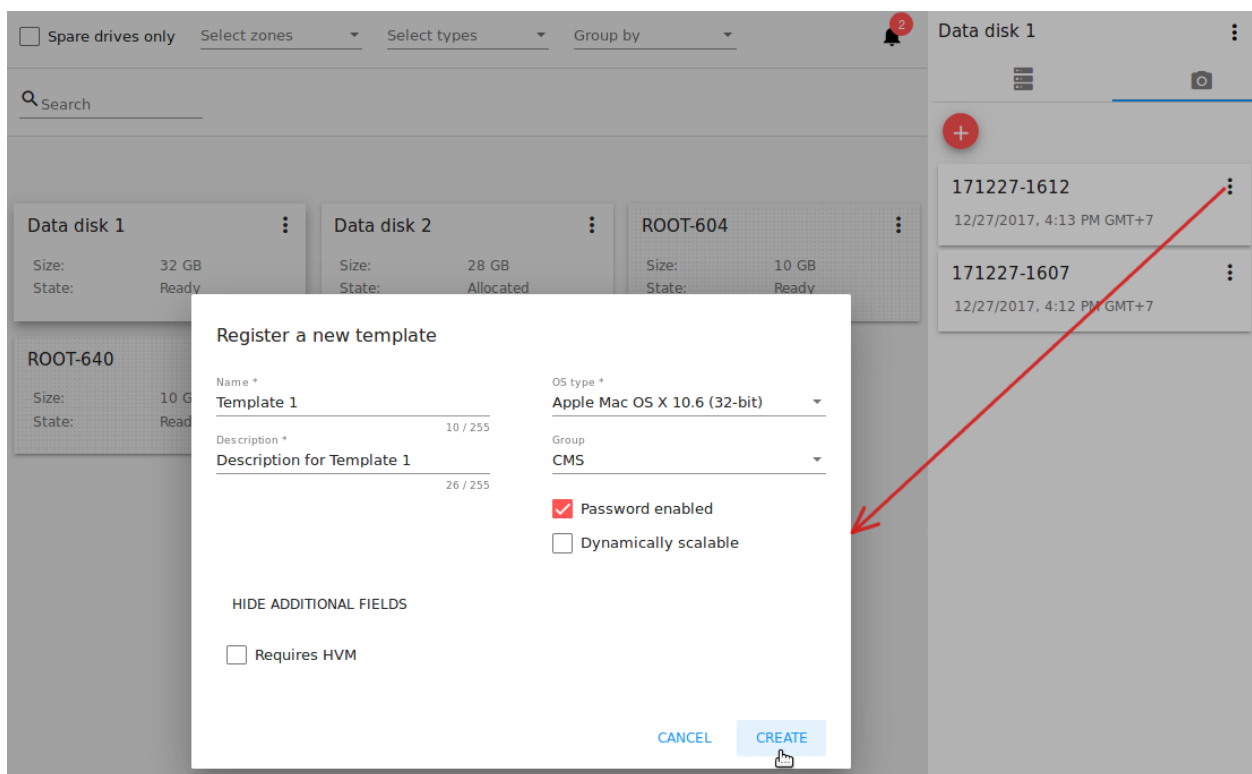 Spare drives only Select zones Select types Group by 2
Search
Data disk 1
Size: 32 GB
State: Ready
Data disk 2
Size: 28 GB
State: Allocated
ROOT-604
Size: 10 GB
State: Ready
ROOT-640
Size: 10 G
State: Read
Register a new template
Name *
Template 1
10 / 255
Description *
Description for Template 1
26 / 255
OS type *
Apple Mac OS X 10.6 (32-bit)
Group
CMS
Password enabled
Dynamically scalable
HIDE ADDITIONAL FIELDS
Requires HVM
CANCEL CREATE
Data disk 1
171227-1612
12/27/2017, 4:13 PM GMT+7
171227-1607
12/27/2017, 4:12 PM GMT+7